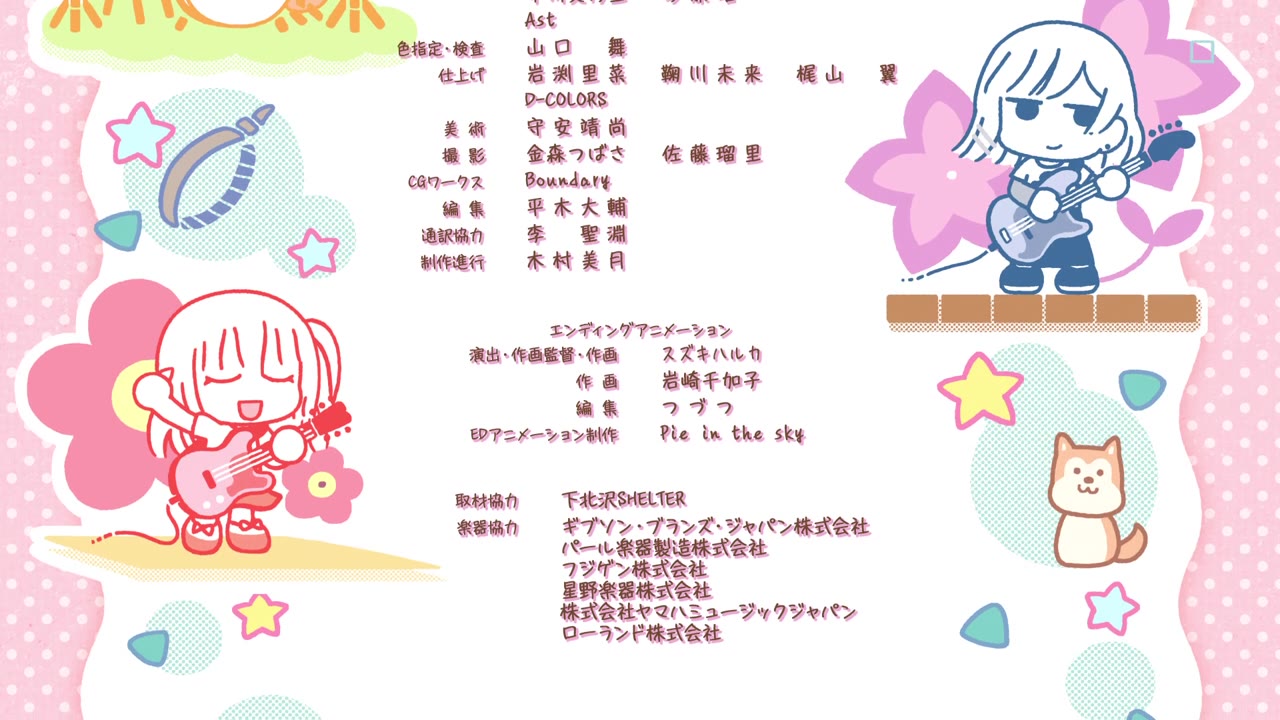 Ast
色指定・検査 山口 舞
仕上げ 岩渕里菜 鞠川未来 梶山 翼
D-COLORS
美術 守安靖尚
撮影 金森つばさ 佐藤瑠里
CGワークス Boundary
編集 平木大輔
通訳協力 李 聖淵
制作進行 木村美月
エンディングアニメーション
演出・作画監督・作画 スズキハルカ
作画 岩崎千加子
編集 つづつ
EDアニメーション制作 Pie in the sky
取材協力 下北沢SHELTER
楽器協力 ギブソン・ブランズ・ジャパン株式会社
パール楽器製造株式会社
フジゲン株式会社
星野楽器株式会社
株式会社ヤマハミュージックジャパン
ローランド株式会社